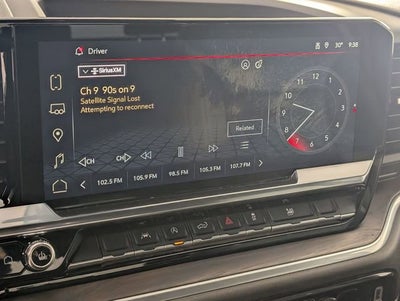 Driver
30° 9:38
SiriusXM
Ch 9 90s on 9
Satellite Signal Lost
Attempting to reconnect
Related
CH CH
102.5 FM 105.9 FM 98.5 FM 105.3 FM 107.7 FM
12
1
2
3
4
5
6
7
8
9
10
11